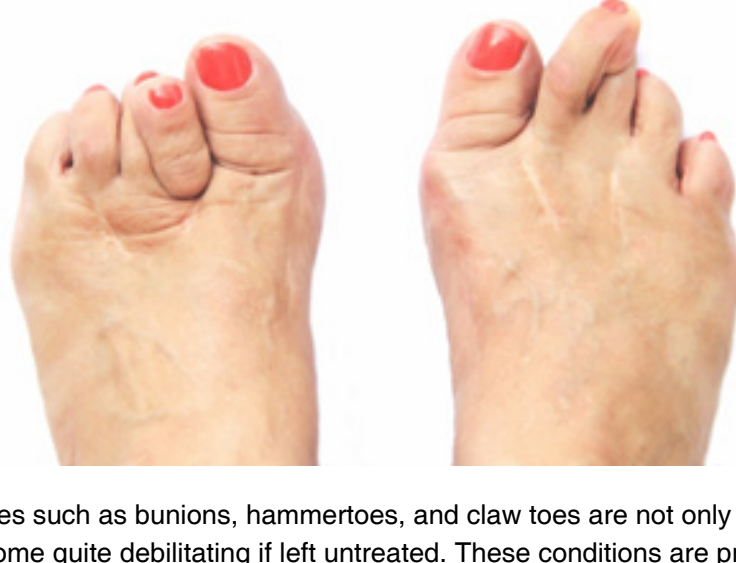 es such as bunions, hammertoes, and claw toes are not only
ome quite debilitating if left untreated. These conditions are pr